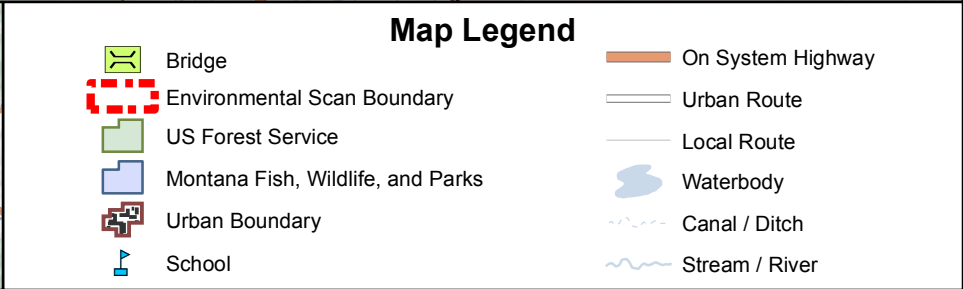 Map Legend
Bridge
Environmental Scan Boundary
US Forest Service
Montana Fish, Wildlife, and Parks
Urban Boundary
School
On System Highway
Urban Route
Local Route
Waterbody
Canal / Ditch
Stream / River